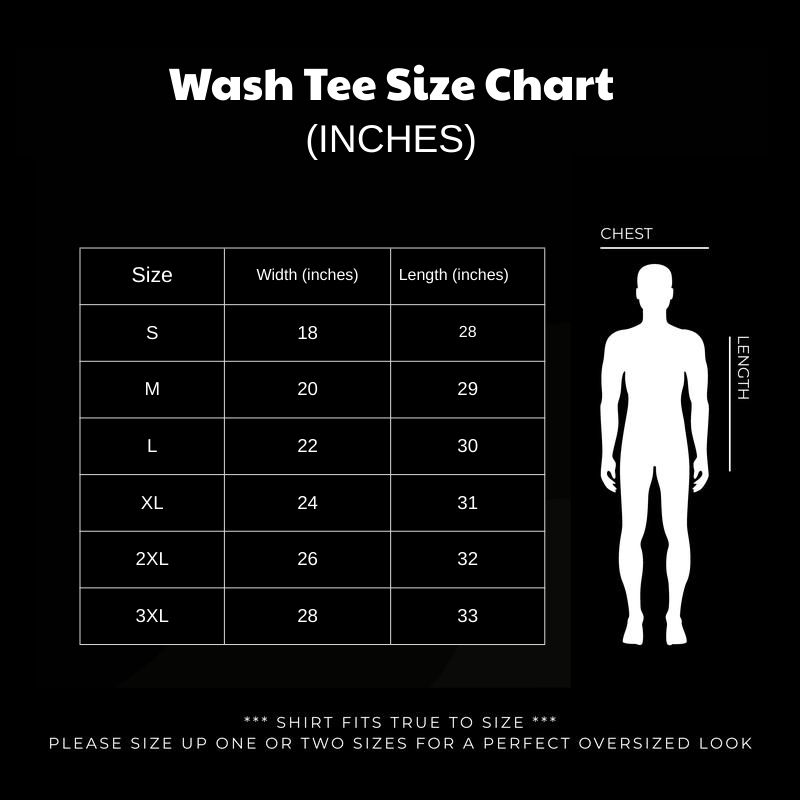 Wash Tee Size Chart
(INCHES)
CHEST
Size Width (inches) Length (inches)
S 18 28
M 20 29
L 22 30
XL 24 31
2XL 26 32
3XL 28 33
LENGTH
*** SHIRT FITS TRUE TO SIZE ***
PLEASE SIZE UP ONE OR TWO SIZES FOR A PERFECT OVERSIZED LOOK